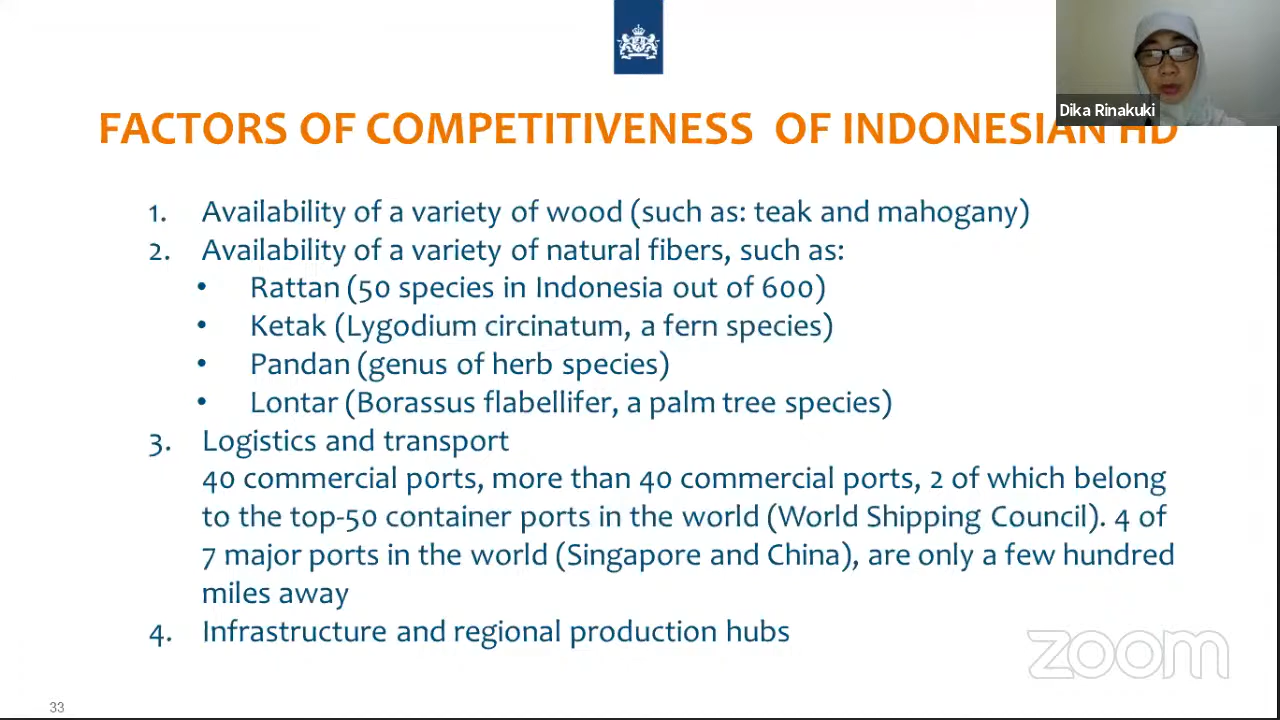 Dika Rinakuki
FACTORS OF COMPETITIVENESS OF INDONESIAN HD
1. Availability of a variety of wood (such as: teak and mahogany)
2. Availability of a variety of natural fibers, such as:
• Rattan (50 species in Indonesia out of 600)
• Ketak (Lygodium circinatum, a fern species)
• Pandan (genus of herb species)
• Lontar (Borassus flabellifer, a palm tree species)
3. Logistics and transport
40 commercial p0rts, more than 40 commercial ports, 2 of which belong
to the top-50 container ports in the world (World Shipping Council). 4 of
7 major ports in the world (Singapore and China), are only a few hundred
miles away
4. Infrastructure and regional production hubs
zoom
33